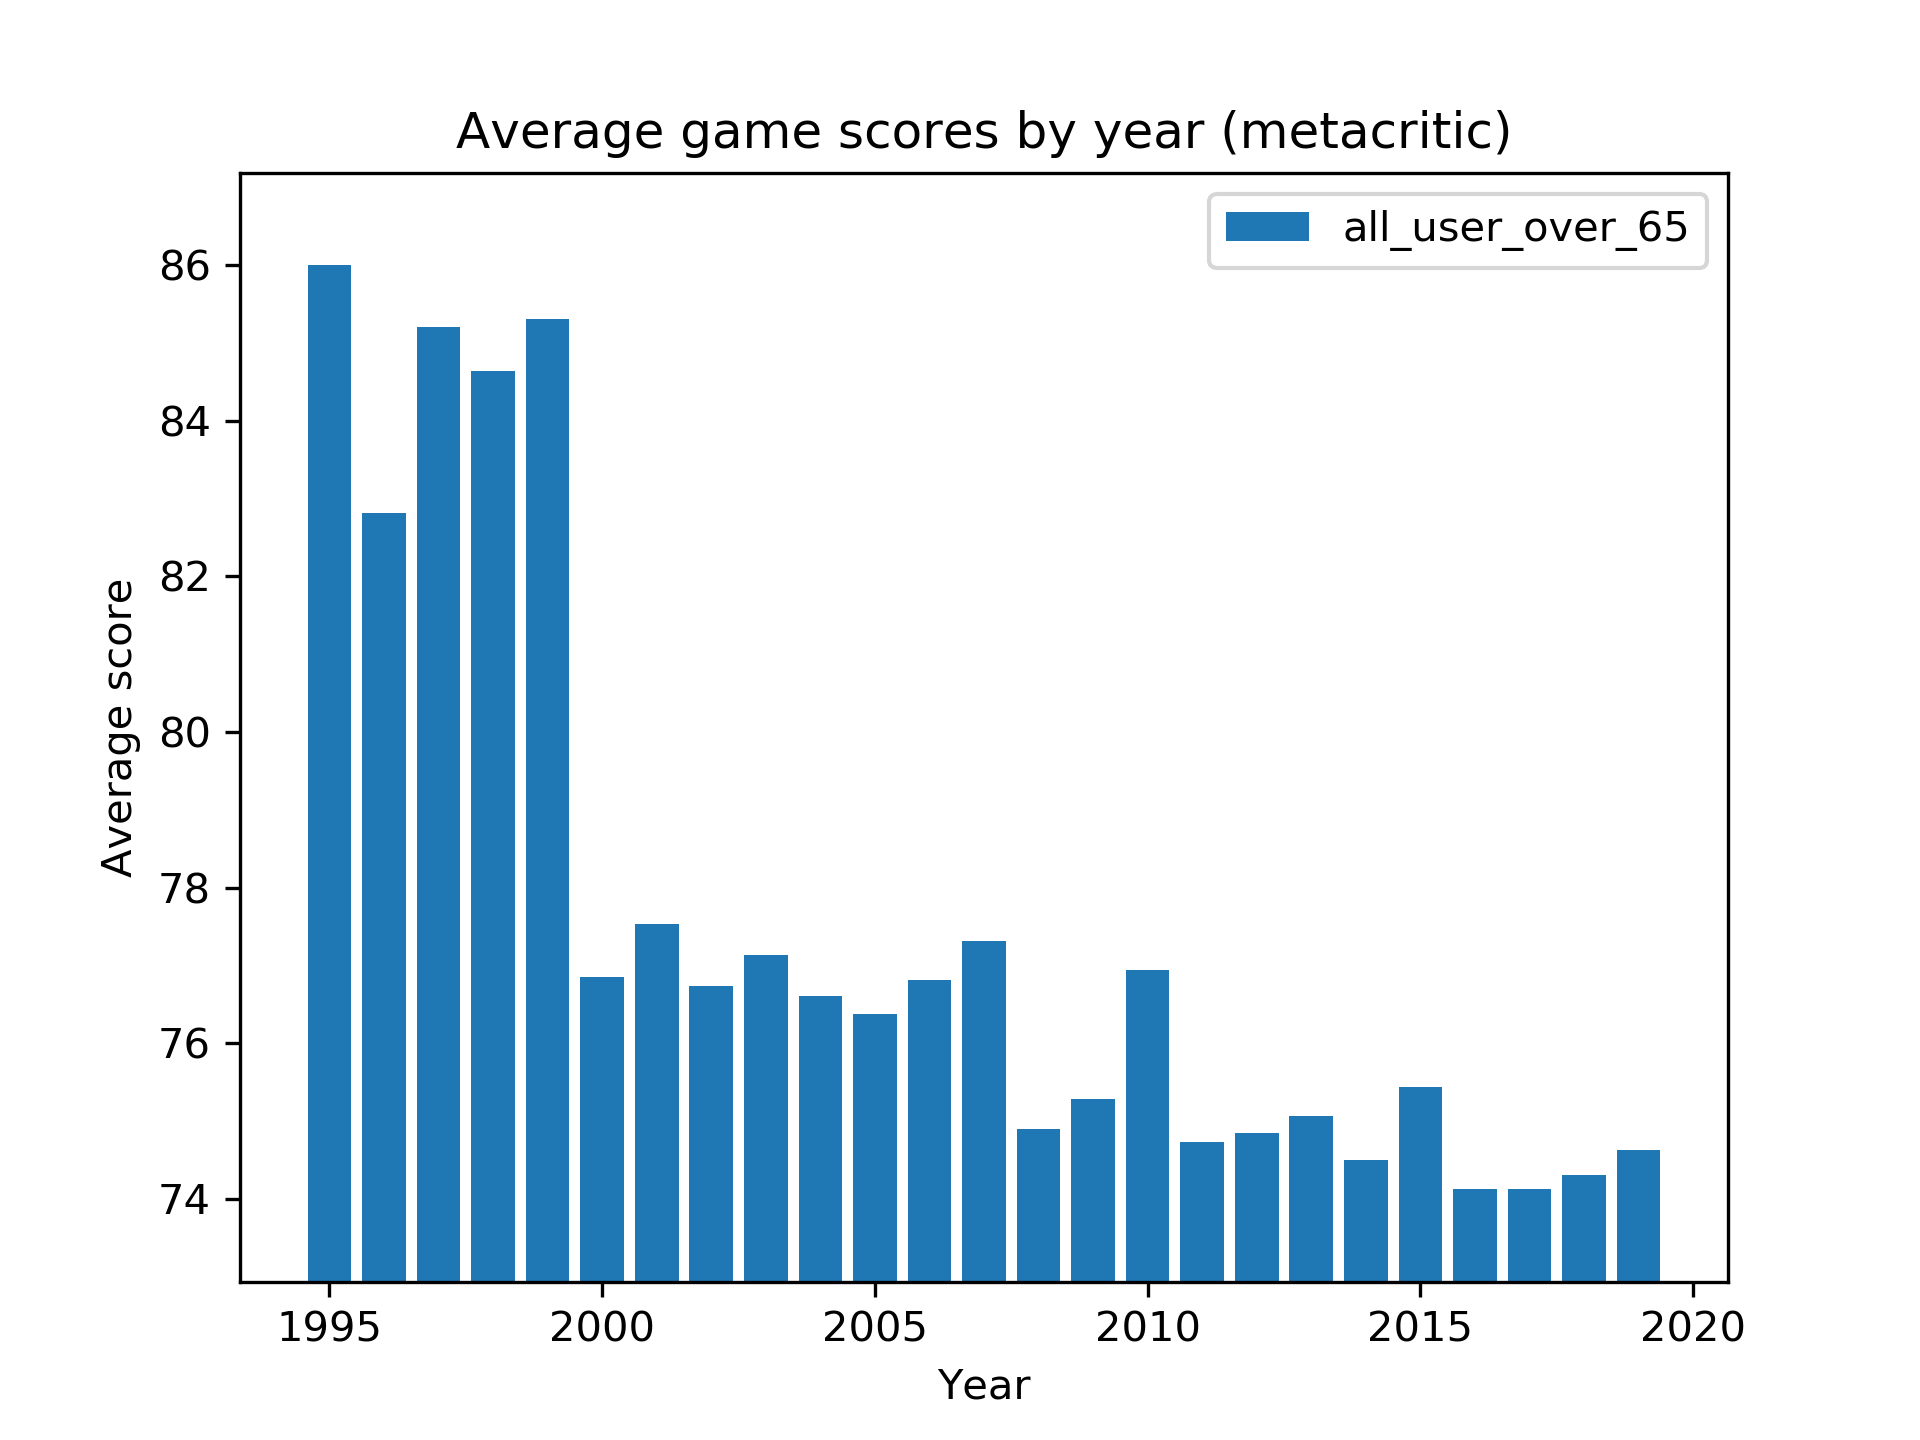 Average game scores by year (metacritic)
all_user_over_65
86
84
82
80
78
76
74
Average score
1995 2000 2005 2010 2015 2020
Year